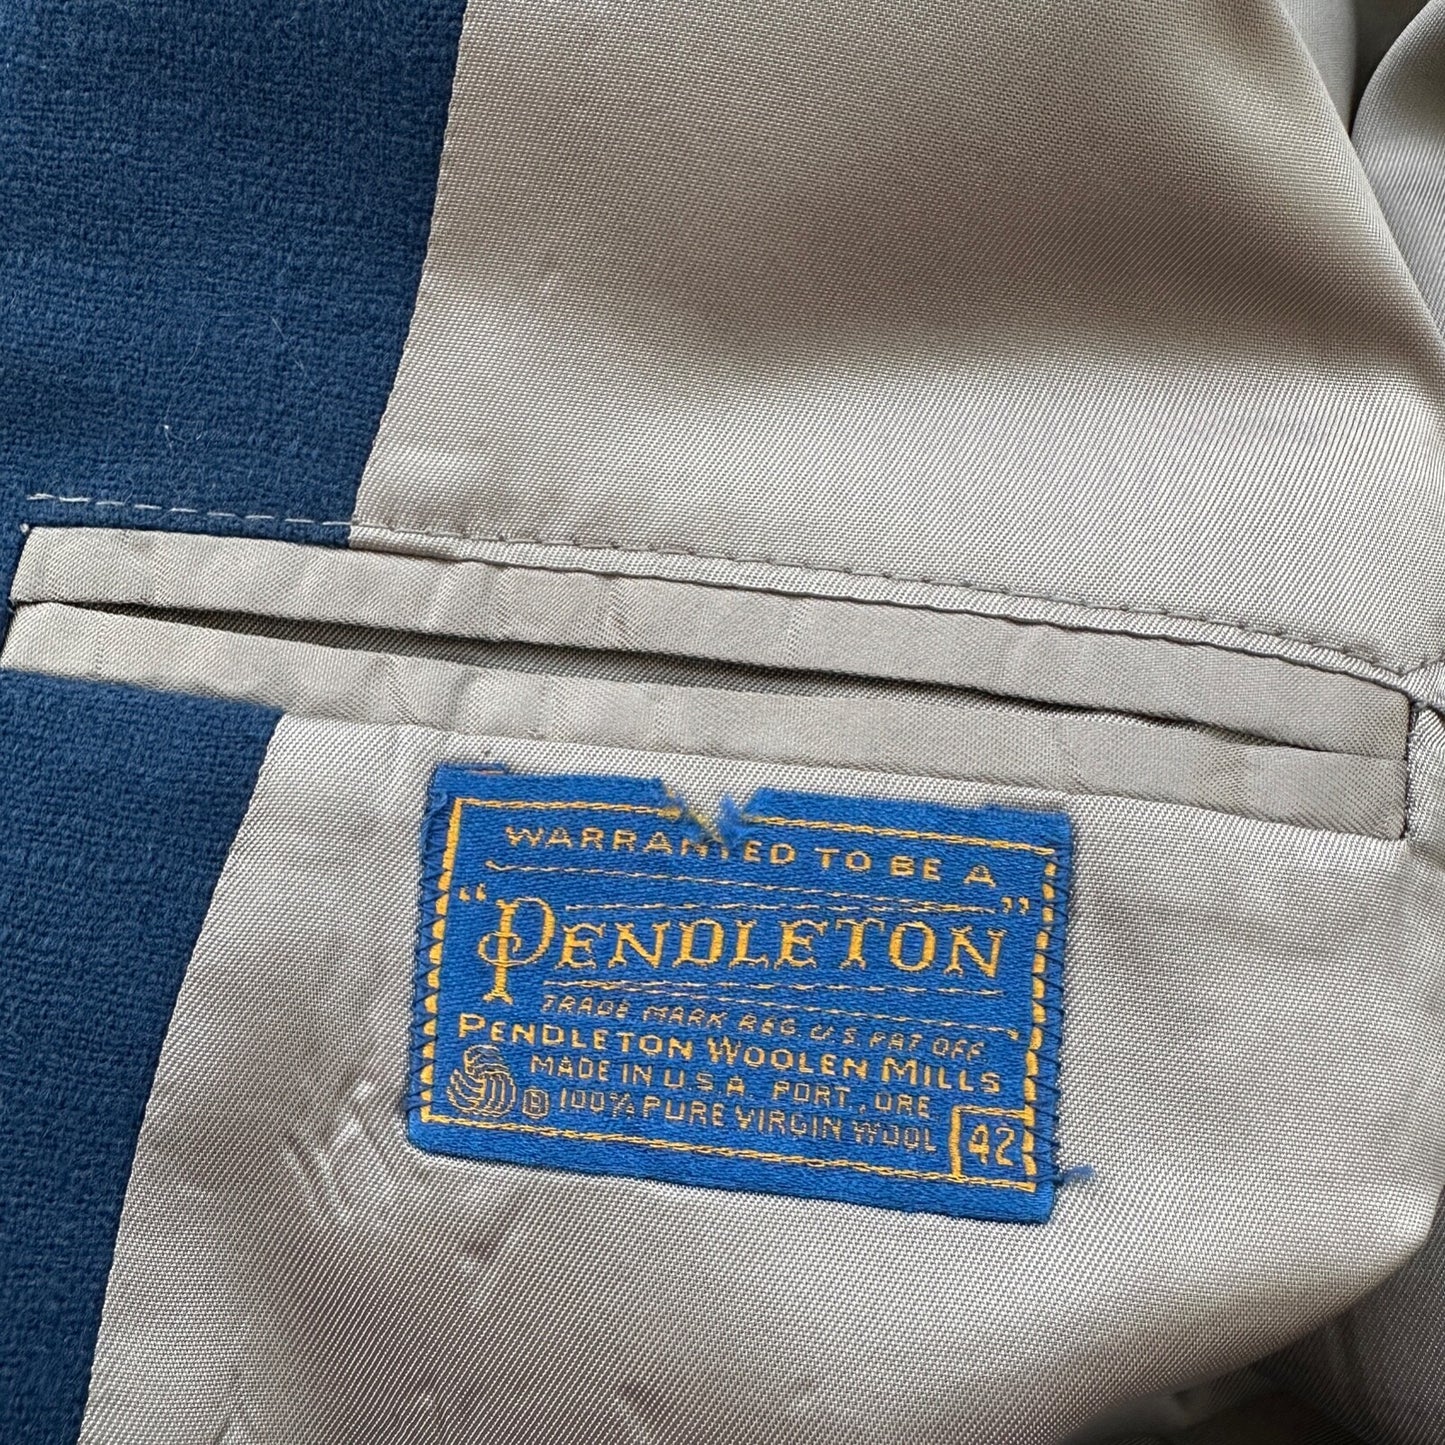 WARRANTED TO BE A
"PENDLETON"
TRADE MARK REG. U.S. PAT. OFF.
PENDLETON WOOLEN MILLS
MADE IN U.S.A. PORT., ORE
® 100% PURE VIRGIN WOOL
42